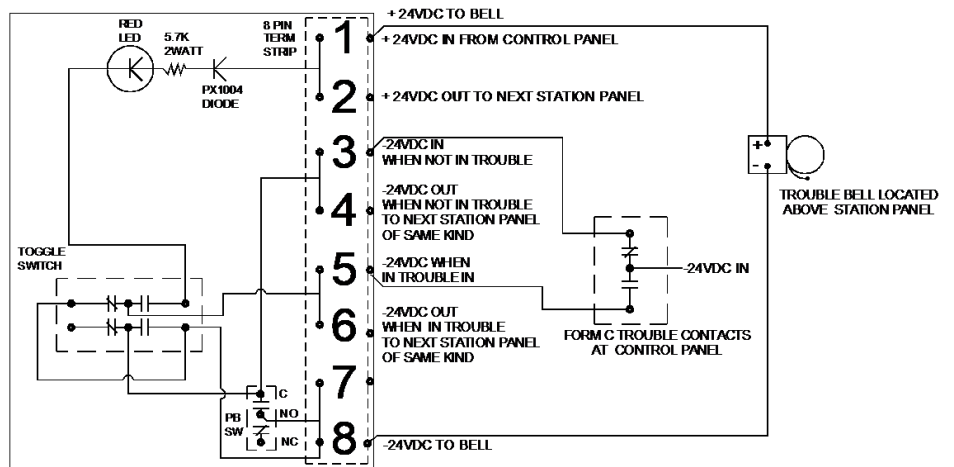 RED
LED
5.7K
2WATT
PX1004
DIODE
8 PIN
TERM
STRIP
1
2
3
4
5
6
7
8
+ 24VDC TO BELL
+ 24VDC IN FROM CONTROL PANEL
+ 24VDC OUT TO NEXT STATION PANEL
-24VDC IN
WHEN NOT IN TROUBLE
-24VDC OUT
WHEN NOT IN TROUBLE
TO NEXT STATION PANEL
OF SAME KIND
-24VDC WHEN
IN TROUBLE IN
-24VDC OUT
WHEN IN TROUBLE
TO NEXT STATION PANEL
OF SAME KIND
-24VDC TO BELL
TOGGLE
SWITCH
C
NO
NC
PB
SW
+
-
TROUBLE BELL LOCATED
ABOVE STATION PANEL
-24VDC IN
FORM C TROUBLE CONTACTS
AT CONTROL PANEL